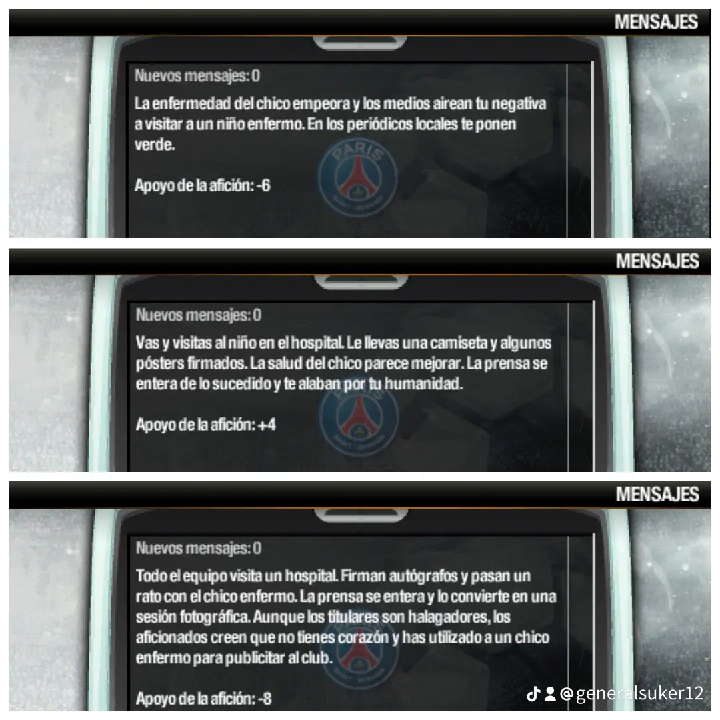 MENSAJES
Nuevos mensajes: 0
La enfermedad del chico empeora y los medios airean tu negativa
a visitar a un niño enfermo. En los periódicos locales te ponen
verde.
Apoyo de la afición: -6
PARIS
MENSAJES
Nuevos mensajes: 0
Vas y visitas al niño en el hospital. Le llevas una camiseta y algunos
pósters firmados. La salud del chico parece mejorar. La prensa se
entera de lo sucedido y te alaban por tu humanidad.
Apoyo de la afición: +4
MENSAJES
Nuevos mensajes: 0
Todo el equipo visita un hospital. Firman autógrafos y pasan un
rato con el chico enfermo. La prensa se entera y lo convierte en una
sesión fotográfica. Aunque los titulares son halagadores, los
aficionados creen que no tienes corazón y has utilizado a un chico
enfermo para publicitar al club.
Apoyo de la afición: -8
@generalsuker12